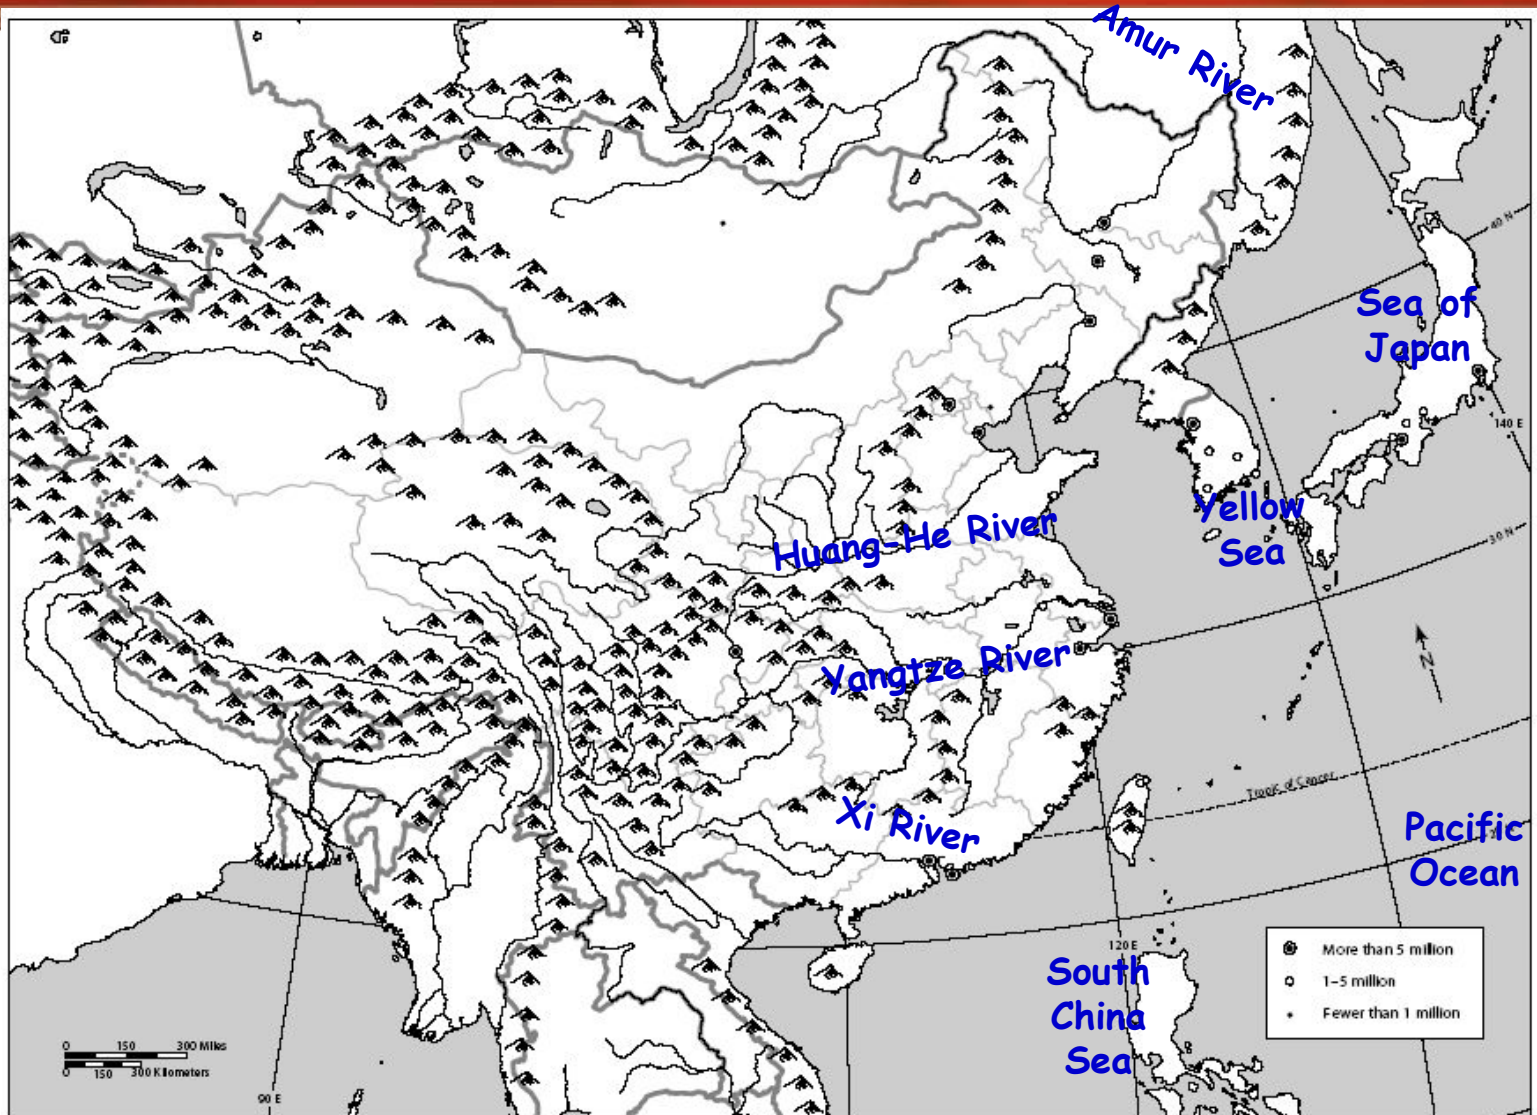 Amur River
40 N
Sea of
Japan
140 E
Yellow
Sea
Huang-He River
30 N
Yangtze River
N
Tropic of Cancer
Xi River
Pacific
Ocean
120 E
South
China
Sea
More than 5 million
1–5 million
Fewer than 1 million
0 150 300 Miles
0 150 300 Kilometers
90 E